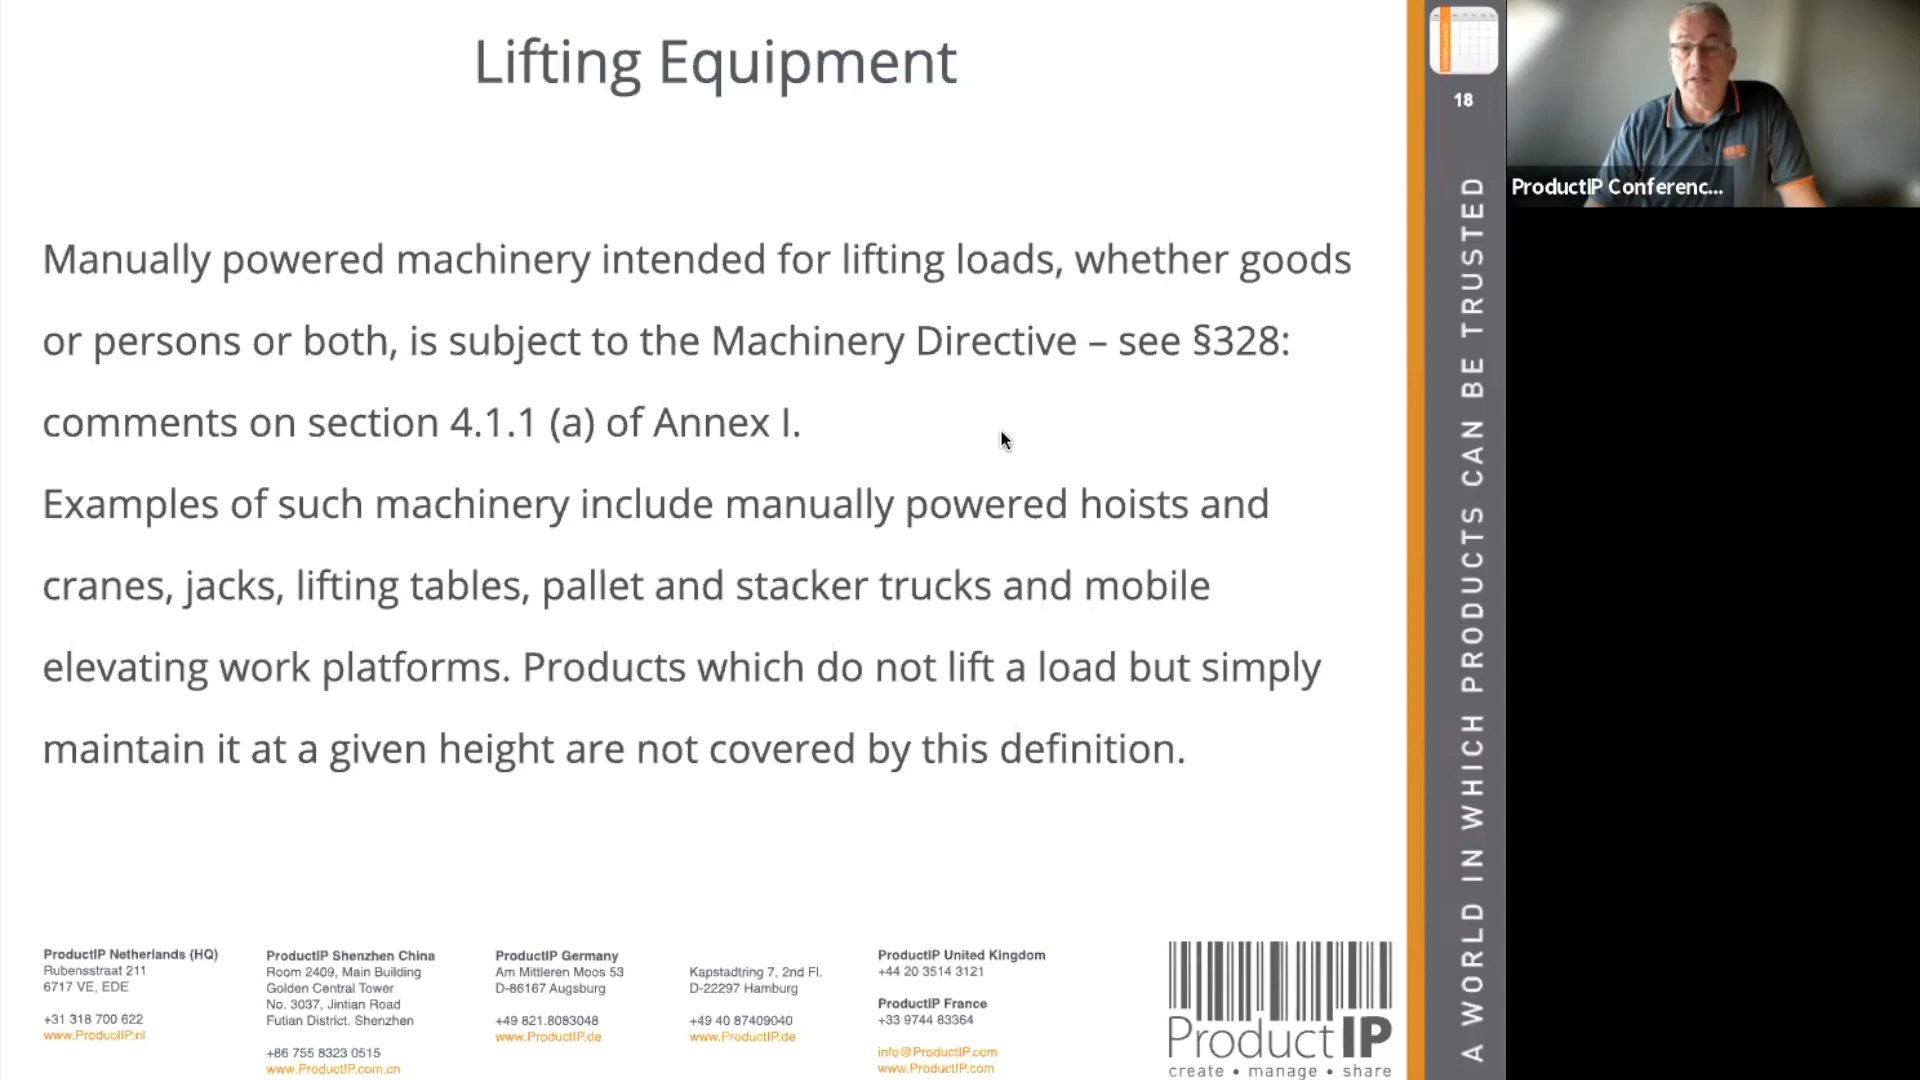 Lifting Equipment
Manually powered machinery intended for lifting loads, whether goods
or persons or both, is subject to the Machinery Directive – see §328:
comments on section 4.1.1 (a) of Annex I.
Examples of such machinery include manually powered hoists and
cranes, jacks, lifting tables, pallet and stacker trucks and mobile
elevating work platforms. Products which do not lift a load but simply
maintain it at a given height are not covered by this definition.
ProductIP Netherlands (HQ)
Rubensstraat 211
6717 VE, EDE
+31 318 700 622
www.ProductIP.nl
ProductIP Shenzhen China
Room 2409, Main Building
Golden Central Tower
No. 3037, Jintian Road
Futian District. Shenzhen
+86 755 8323 0515
www.ProductIP.com.cn
ProductIP Germany
Am Mittleren Moos 53
D-86167 Augsburg
+49 821.8083048
www.ProductIP.de
Kapstadtring 7, 2nd Fl.
D-22297 Hamburg
+49 40 87409040
www.ProductIP.de
ProductIP United Kingdom
+44 20 3514 3121
ProductIP France
+33 9744 83364
info@ProductIP.com
www.ProductIP.com
ProductIP
create • manage • share
COMPLIANCE
18
A WORLD IN WHICH PRODUCTS CAN BE TRUSTED
ProductIP Conferenc...